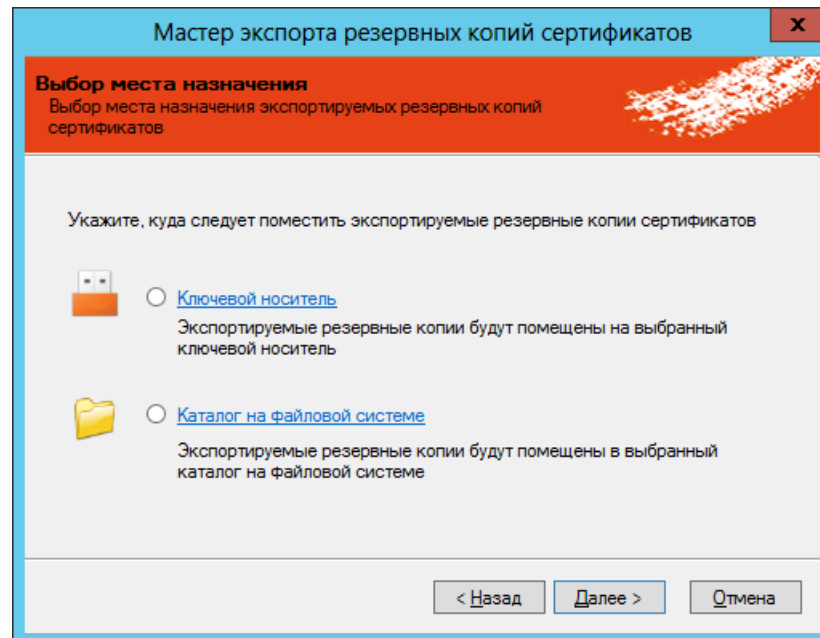 Мастер экспорта резервных копий сертификатов
x
Выбор места назначения
Выбор места назначения экспортируемых резервных копий
сертификатов
Укажите, куда следует поместить экспортируемые резервные копии сертификатов
Ключевой носитель
Экспортируемые резервные копии будут помещены на выбранный
ключевой носитель
Каталог на файловой системе
Экспортируемые резервные копии будут помещены в выбранный
каталог на файловой системе
< Назад Далее > Отмена